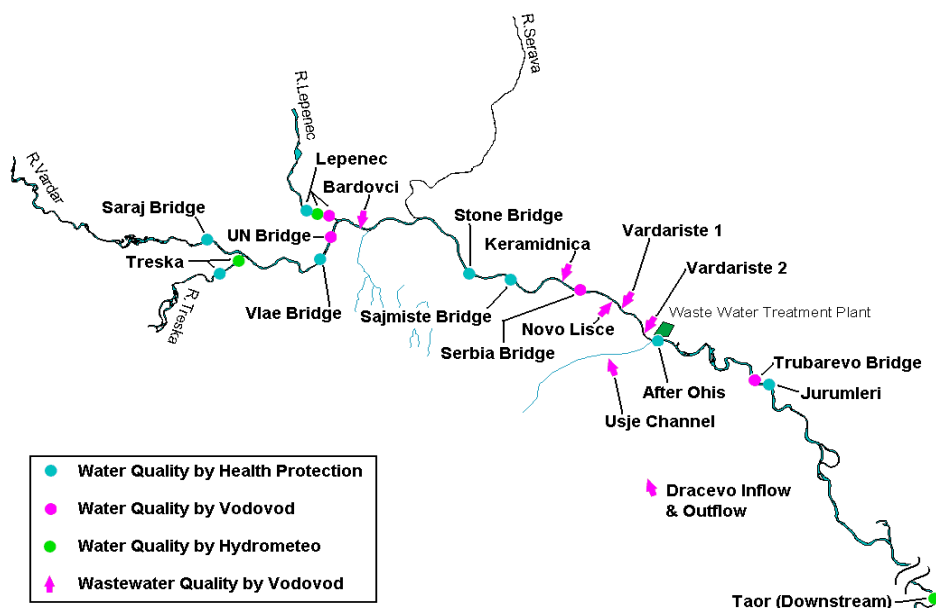 R.Serava
R.Lepenec
R.Vardar
Lepenec
Bardovci
Saraj Bridge
Stone Bridge
UN Bridge
Keramidnica
Vardariste 1
Treska
Vardariste 2
R.Treska
Vlae Bridge
Sajmiste Bridge
Novo Lisce
Waste Water Treatment Plant
Serbia Bridge
Trubarevo Bridge
After Ohis
Jurumleri
Usje Channel
Water Quality by Health Protection
Water Quality by Vodovod
Water Quality by Hydrometeo
Wastewater Quality by Vodovod
Dracevo Inflow
& Outflow
Taor (Downstream)